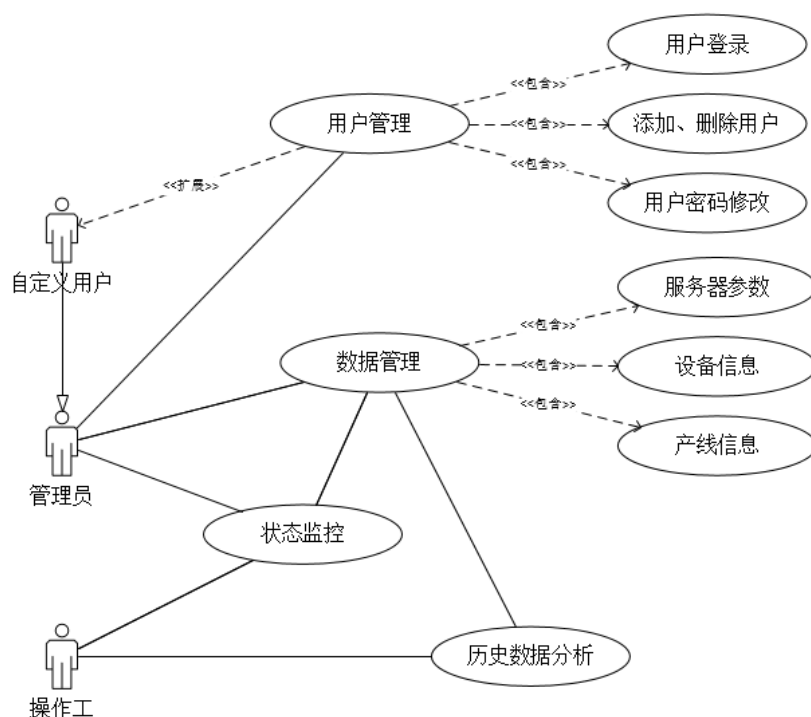 用户登录
<<包含>>
用户管理
<<包含>>
添加、删除用户
<<包含>>
<<扩展>>
用户密码修改
自定义用户
服务器参数
<<包含>>
数据管理
<<包含>>
设备信息
<<包含>>
产线信息
管理员
状态监控
历史数据分析
操作工